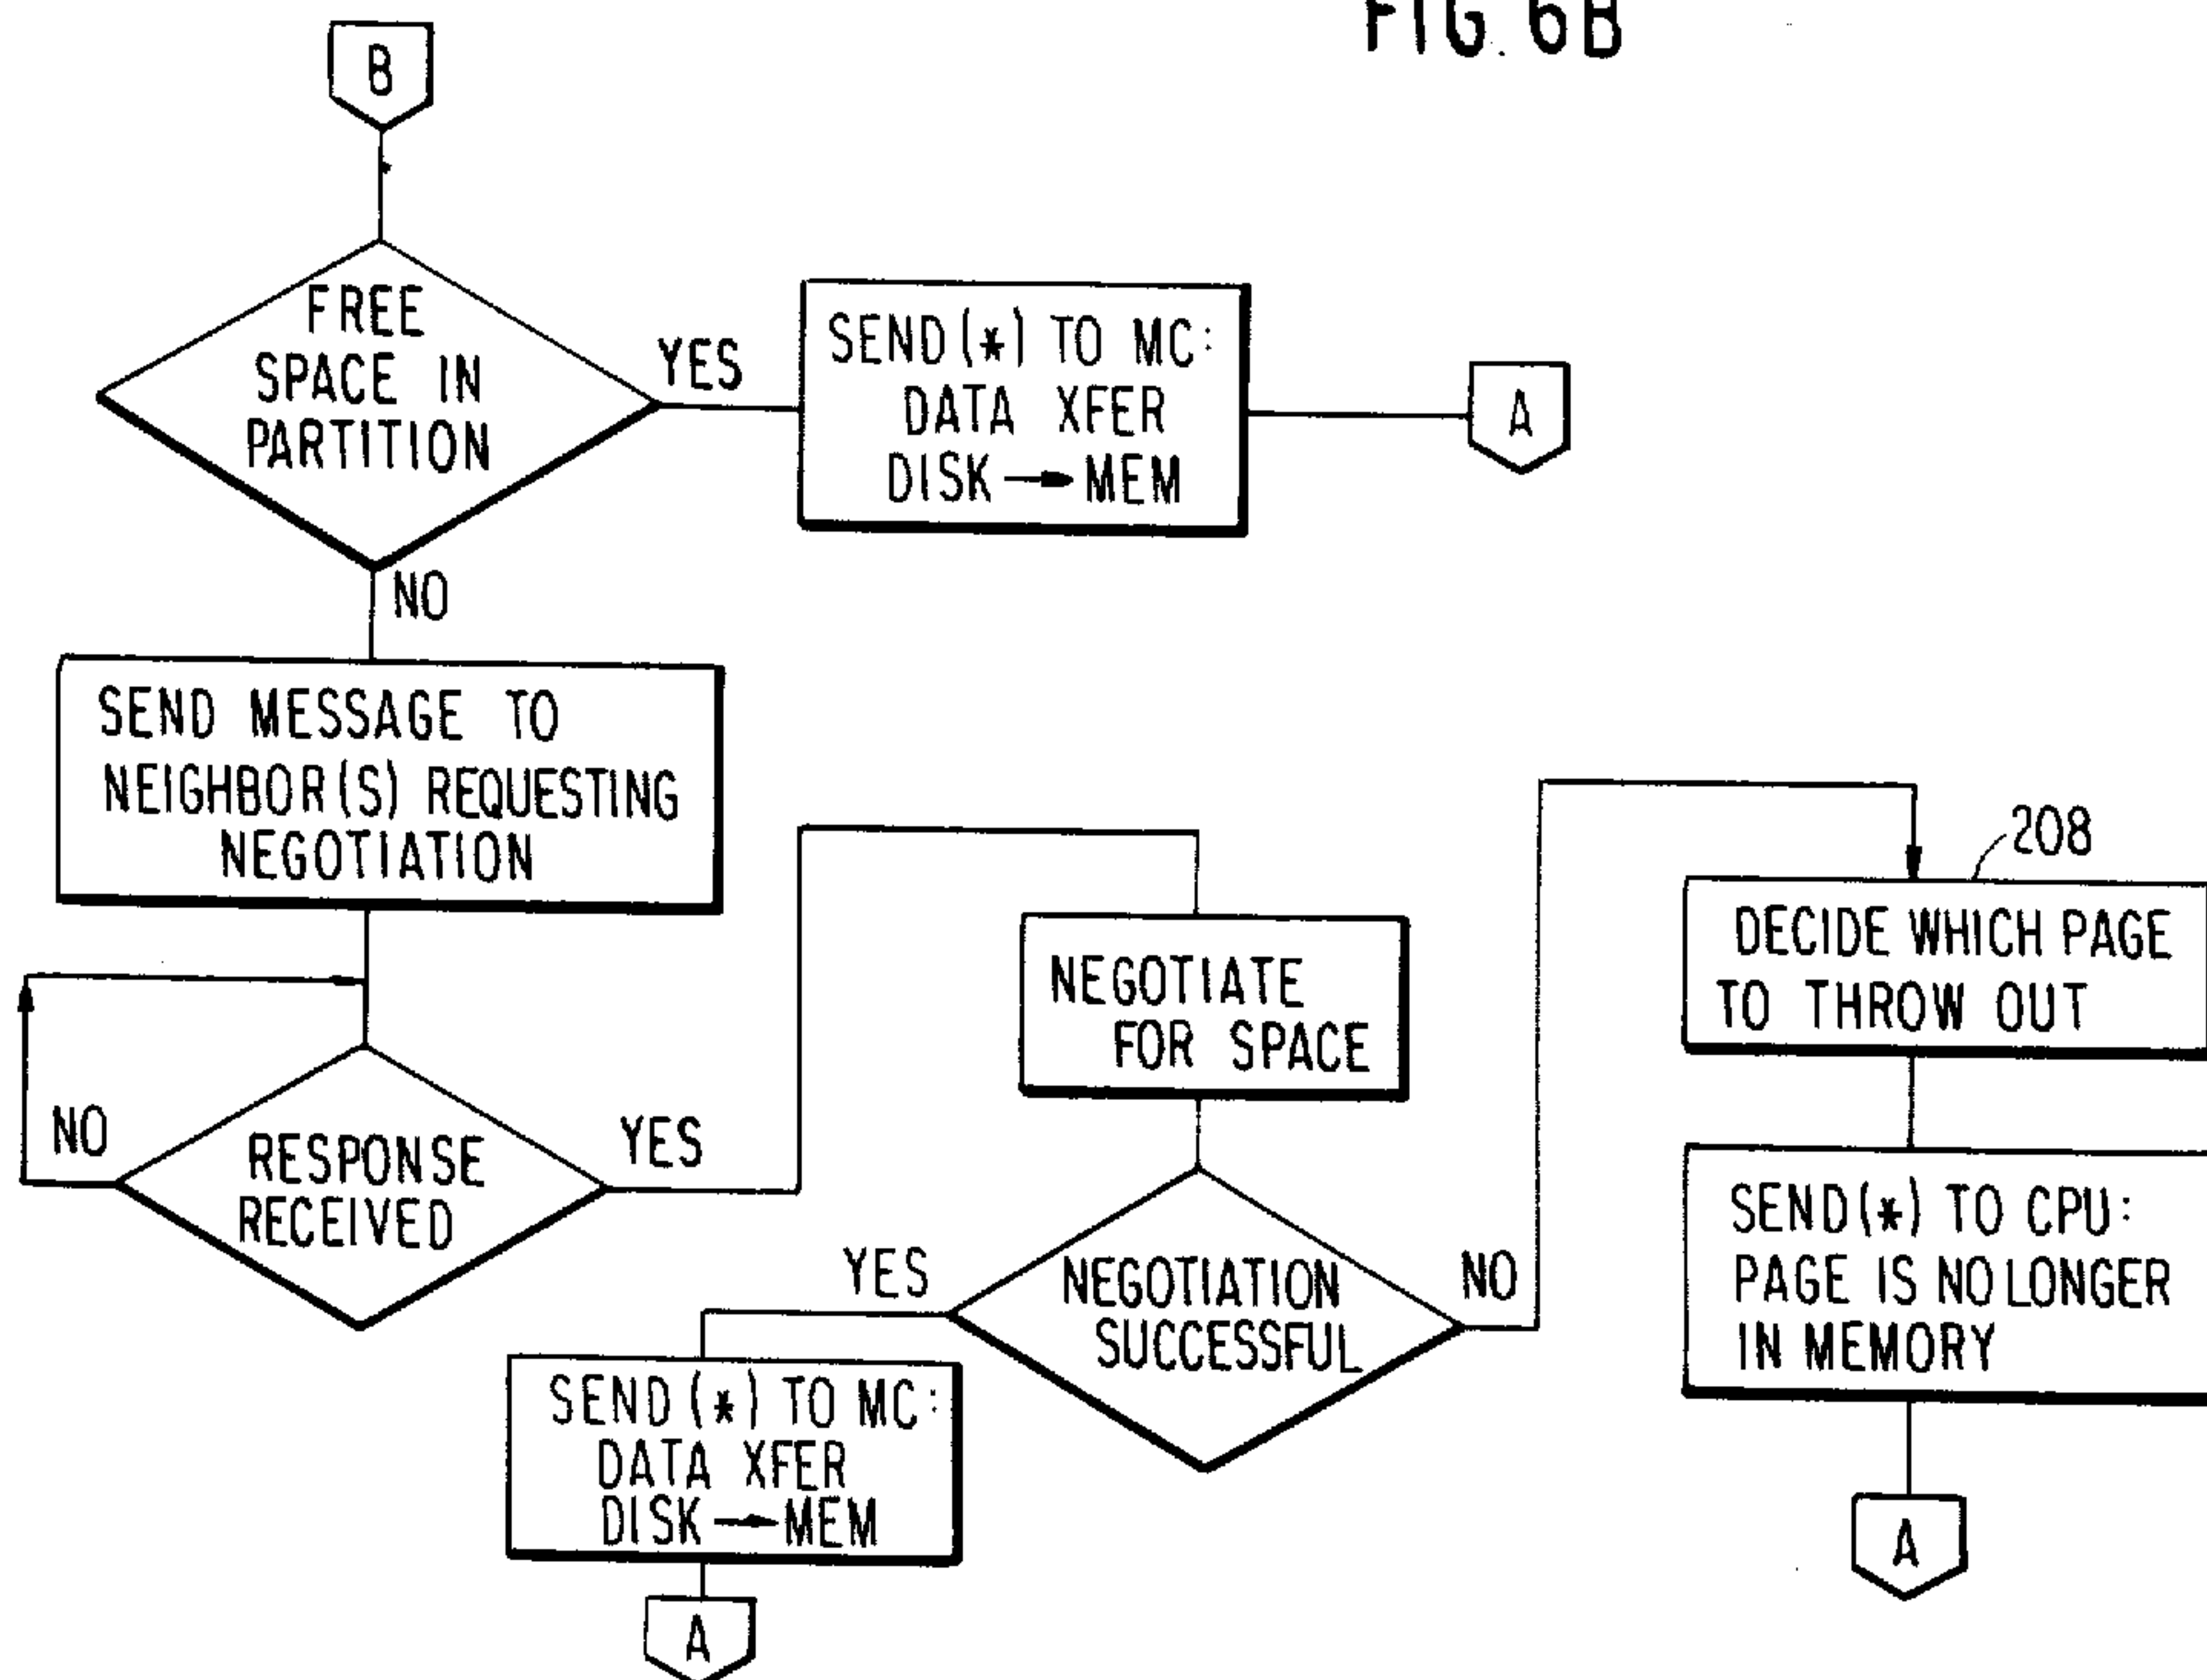 FIG. 6B
B
FREE
SPACE IN
PARTITION
YES
SEND(*) TO MC:
DATA XFER
DISK → MEM
A
NO
SEND MESSAGE TO
NEIGHBOR(S) REQUESTING
NEGOTIATION
NO
RESPONSE
RECEIVED
YES
NEGOTIATE
FOR SPACE
NEGOTIATION
SUCCESSFUL
YES
SEND(*) TO MC:
DATA XFER
DISK → MEM
A
NO
208
DECIDE WHICH PAGE
TO THROW OUT
SEND(*) TO CPU:
PAGE IS NO LONGER
IN MEMORY
A